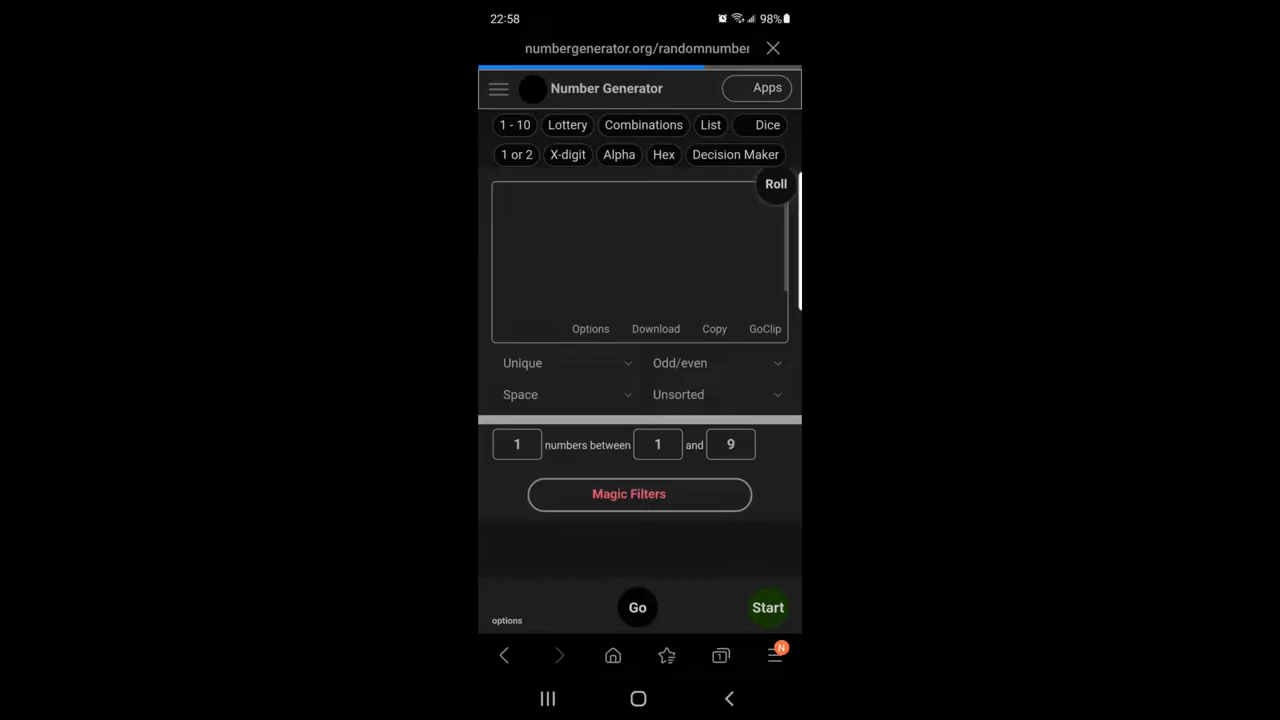 22:58 98%
numbergenerator.org/randomnumber
Number Generator Apps
1 - 10 Lottery Combinations List Dice
1 or 2 X-digit Alpha Hex Decision Maker
Roll
Options Download Copy GoClip
Unique Odd/even
Space Unsorted
1 numbers between 1 and 9
Magic Filters
Go Start
options
1 N